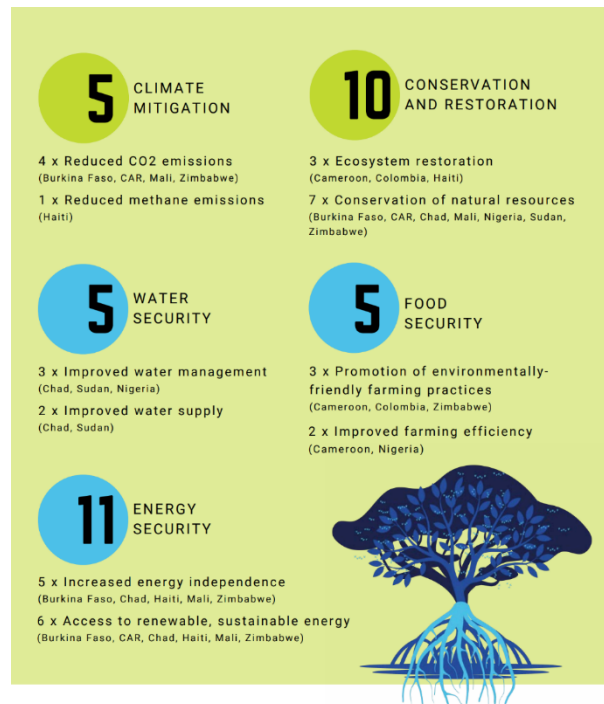 5
CLIMATE
MITIGATION
4 x Reduced CO2 emissions
(Burkina Faso, CAR, Mali, Zimbabwe)
1 x Reduced methane emissions
(Haiti)
10
CONSERVATION
AND RESTORATION
3 x Ecosystem restoration
(Cameroon, Colombia, Haiti)
7 x Conservation of natural resources
(Burkina Faso, CAR, Chad, Mali, Nigeria, Sudan,
Zimbabwe)
5
WATER
SECURITY
3 x Improved water management
(Chad, Sudan, Nigeria)
2 x Improved water supply
(Chad, Sudan)
5
FOOD
SECURITY
3 x Promotion of environmentally-
friendly farming practices
(Cameroon, Colombia, Zimbabwe)
2 x Improved farming efficiency
(Cameroon, Nigeria)
11
ENERGY
SECURITY
5 x Increased energy independence
(Burkina Faso, Chad, Haiti, Mali, Zimbabwe)
6 x Access to renewable, sustainable energy
(Burkina Faso, CAR, Chad, Haiti, Mali, Zimbabwe)